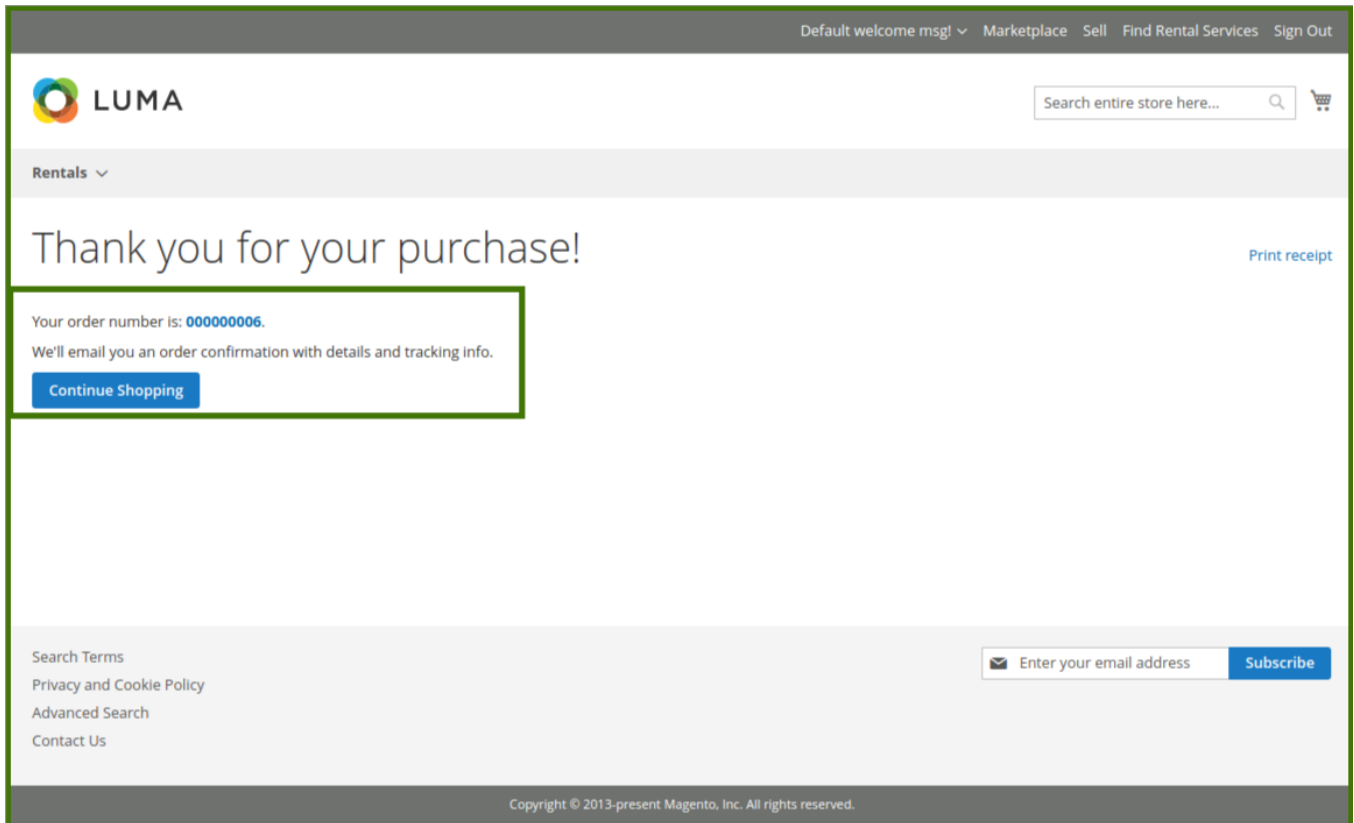 Default welcome msg! Marketplace Sell Find Rental Services Sign Out
LUMA
Search entire store here...
Rentals
Thank you for your purchase!
Print receipt
Your order number is: 000000006.
We'll email you an order confirmation with details and tracking info.
Continue Shopping
Search Terms
Privacy and Cookie Policy
Advanced Search
Contact Us
Enter your email address
Subscribe
Copyright © 2013-present Magento, Inc. All rights reserved.